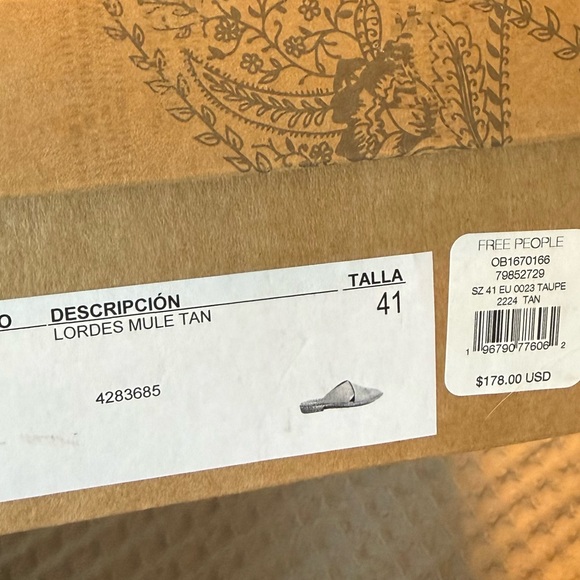 O
DESCRIPCIÓN
TALLA
LORDES MULE TAN
41
4283685
FREE PEOPLE
OB1670166
79852729
SZ 41 EU 0023 TAUPE
2224 TAN
1 96790 77606 2
$178.00 USD